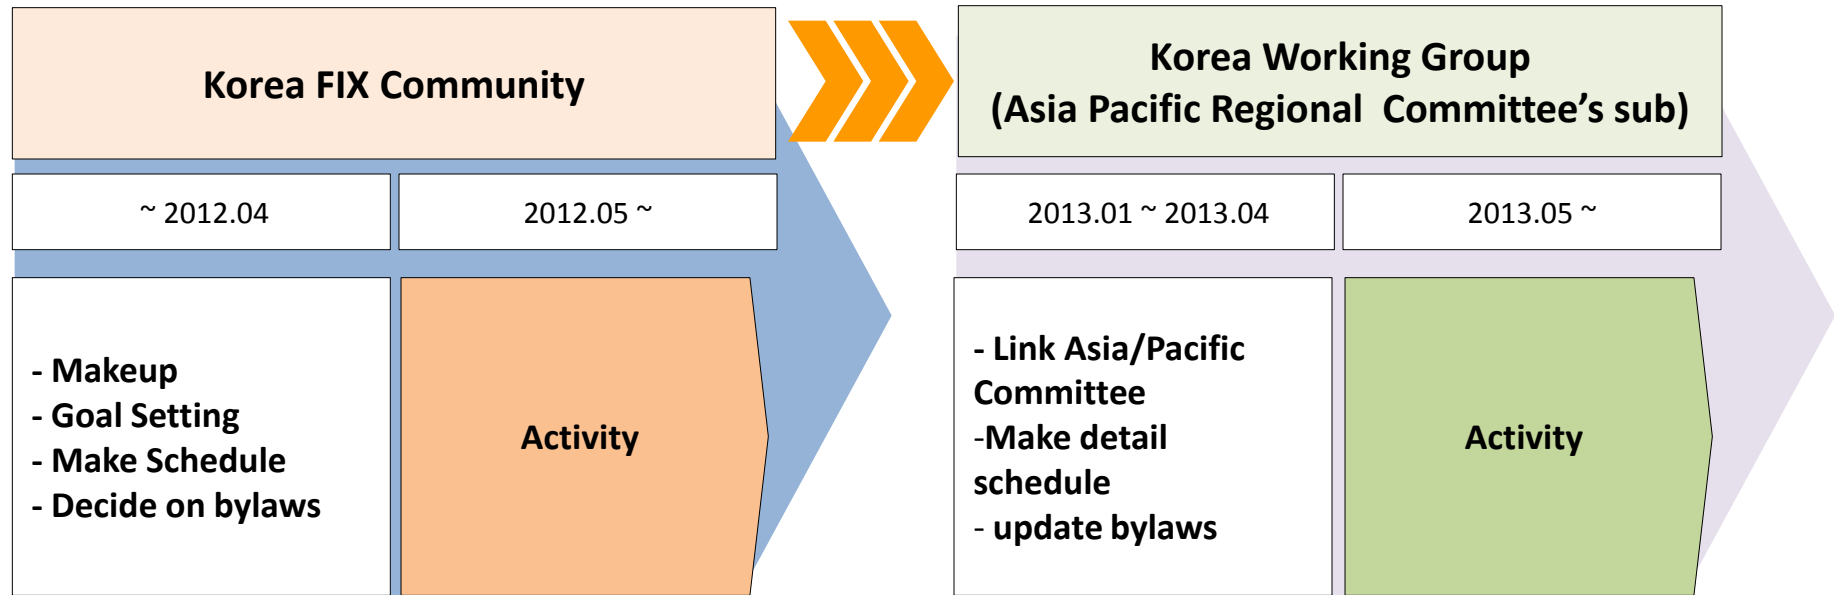 Korea FIX Community
~ 2012.04
2012.05 ~
- Makeup
- Goal Setting
- Make Schedule
- Decide on bylaws
Activity
Korea Working Group
(Asia Pacific Regional  Committee’s sub)
2013.01 ~ 2013.04
2013.05 ~
- Link Asia/Pacific
Committee
-Make detail
schedule
- update bylaws
Activity